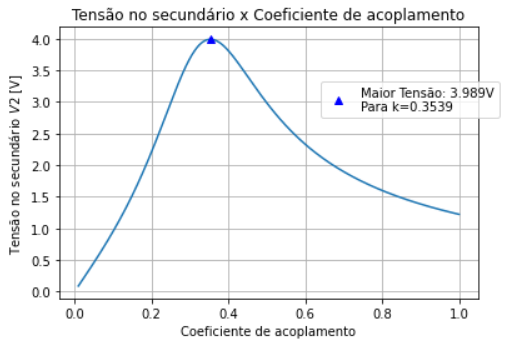 Tensão no secundário x Coeficiente de acoplamento
Tensão no secundário V2 [V]
4.0
3.5
3.0
2.5
2.0
1.5
1.0
0.5
0.0
Maior Tensão: 3.989V
Para k=0.3539
0.0 0.2 0.4 0.6 0.8 1.0
Coeficiente de acoplamento